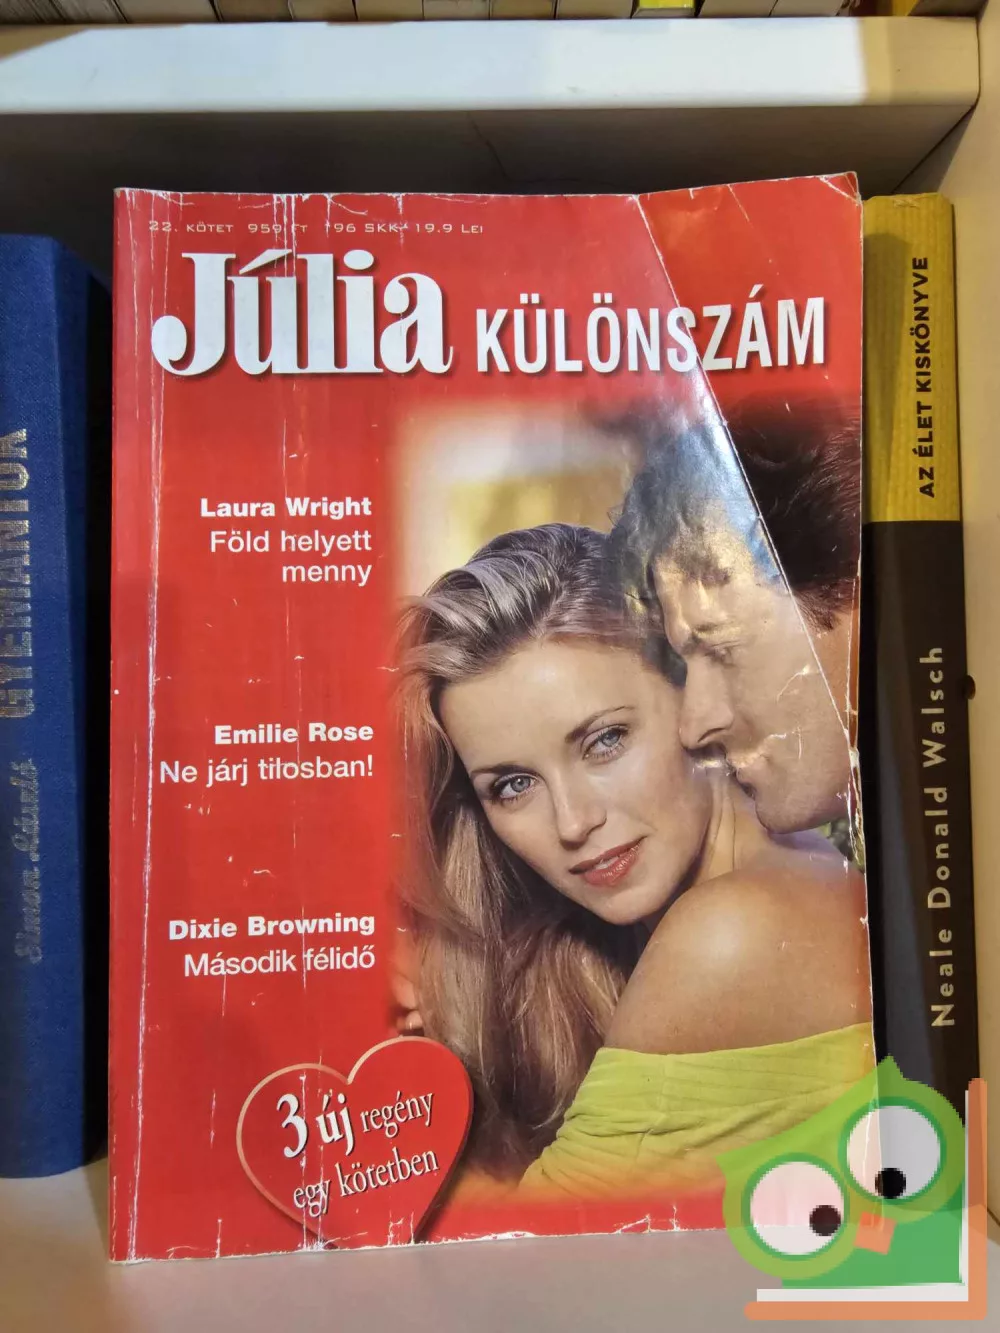 22. KÖTET 959 FT 196 SKK 19.9 LEI
Júlia KÜLÖNSZÁM
Laura Wright
Föld helyett
menny
Emilie Rose
Ne járj tilosban!
Dixie Browning
Második félidő
3 új regény
egy kötetben
GYÉMÁNTOK
Neale Donald Walsch
AZ ÉLET KISKÖNYVE